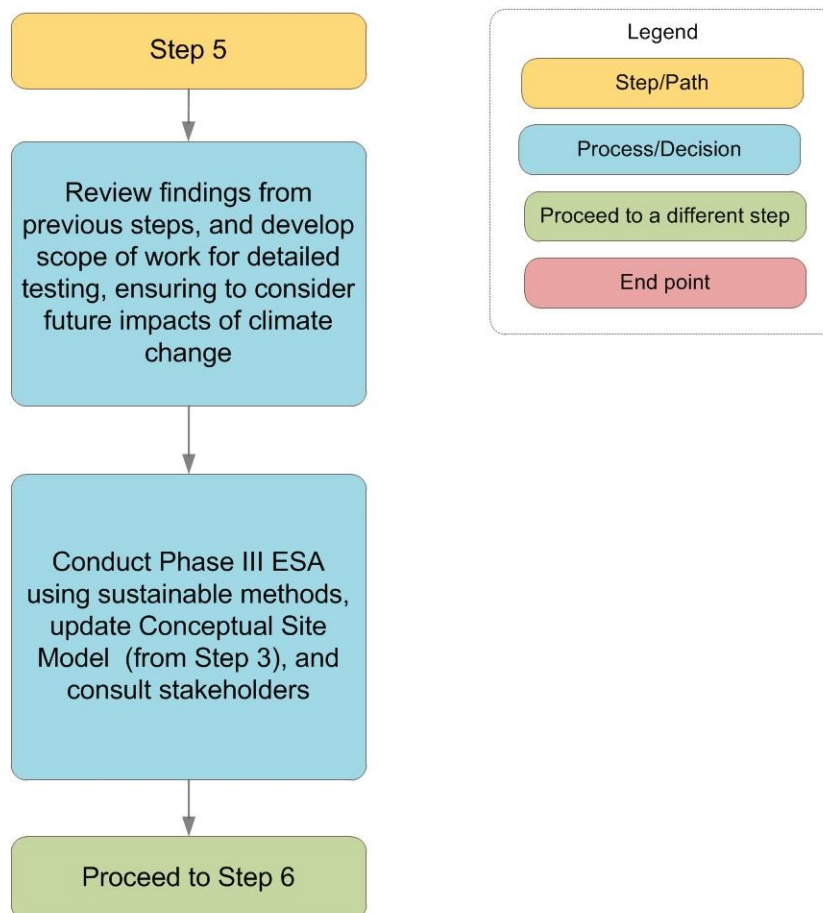 Step 5
Review findings from
previous steps, and develop
scope of work for detailed
testing, ensuring to consider
future impacts of climate
change
Conduct Phase III ESA
using sustainable methods,
update Conceptual Site
Model (from Step 3), and
consult stakeholders
Proceed to Step 6
Legend
Step/Path
Process/Decision
Proceed to a different step
End point